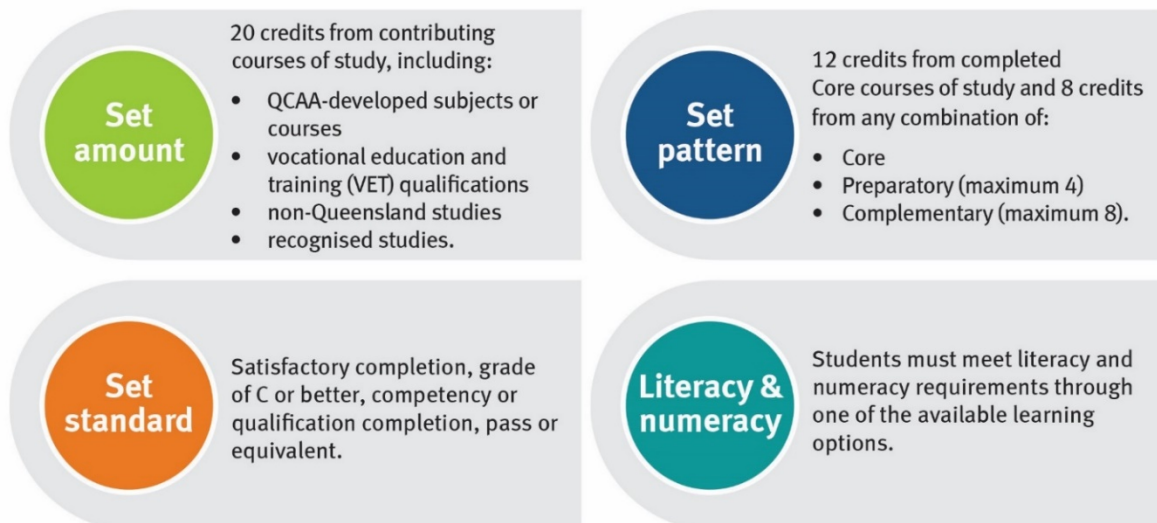 Set
amount
20 credits from contributing
courses of study, including:
• QCAA-developed subjects or
courses
• vocational education and
training (VET) qualifications
• non-Queensland studies
• recognised studies.
Set
pattern
12 credits from completed
Core courses of study and 8 credits
from any combination of:
• Core
• Preparatory (maximum 4)
• Complementary (maximum 8).
Set
standard
Satisfactory completion, grade
of C or better, competency or
qualification completion, pass or
equivalent.
Literacy &
numeracy
Students must meet literacy and
numeracy requirements through
one of the available learning
options.